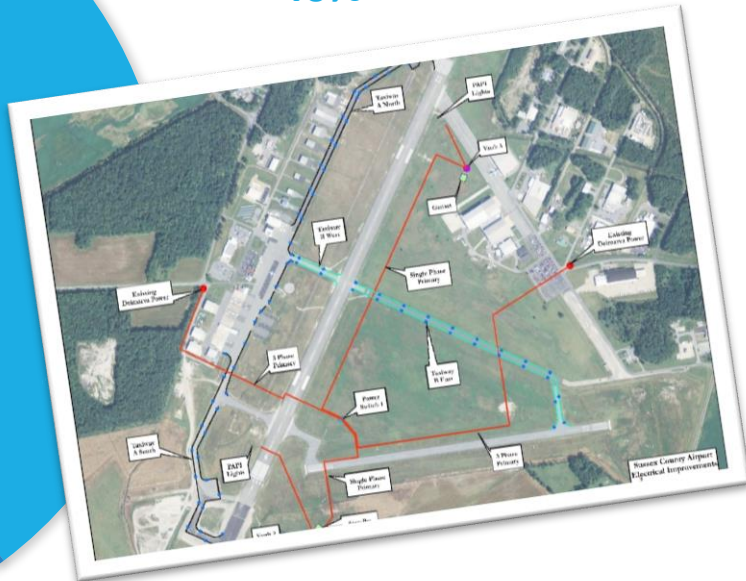 PAPI
Lights
Taxiway
A North
Vault A
Taxiway
B West
Existing
Delmarva Power
Single Phase
Primary
Existing
Delmarva Power
3 Phase
Primary
Taxiway
B East
Power
Switch 1
Taxiway
A South
PAPI
Lights
3 Phase
Primary
Single Phase
Primary
Sussex County Airport
Electrical Improvements